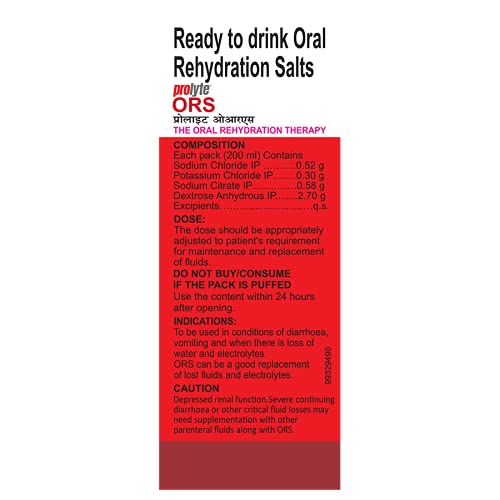 Ready to drink Oral
Rehydration Salts
prolyte
ORS
प्रोलाइट ओआरएस
THE ORAL REHYDRATION THERAPY
COMPOSITION
Each pack (200 ml) Contains
Sodium Chloride IP ..........0.52 g
Potassium Chloride IP.......0.30 g
Sodium Citrate IP.............0.58 g
Dextrose Anhydrous IP......2.70 g
Excipients..........................q.s.
DOSE:
The dose should be appropriately
adjusted to patient's requirement
for maintenance and replacement
of fluids.
DO NOT BUY/CONSUME
IF THE PACK IS PUFFED
Use the content within 24 hours
after opening.
INDICATIONS:
To be used in conditions of diarrhoea,
vomiting and when there is loss of
water and electrolytes.
ORS can be a good replacement
of lost fluids and electrolytes.
CAUTION
Depressed renal function.Severe continuing
diarrhoea or other critical fluid losses may
need supplementation with other
parenteral fluids along with ORS.
99329490